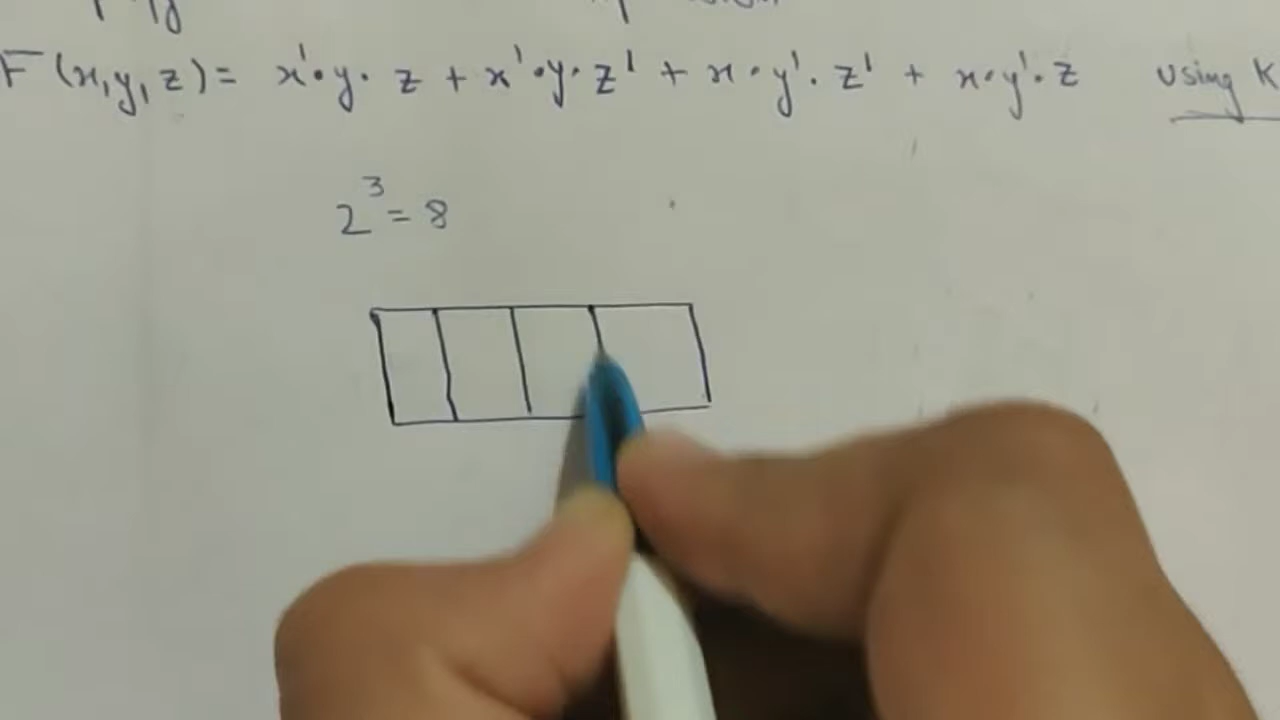 F(x,y,z) = x'·y·z + x'·y·z' + x·y'·z' + x·y'·z using K
2³ = 8